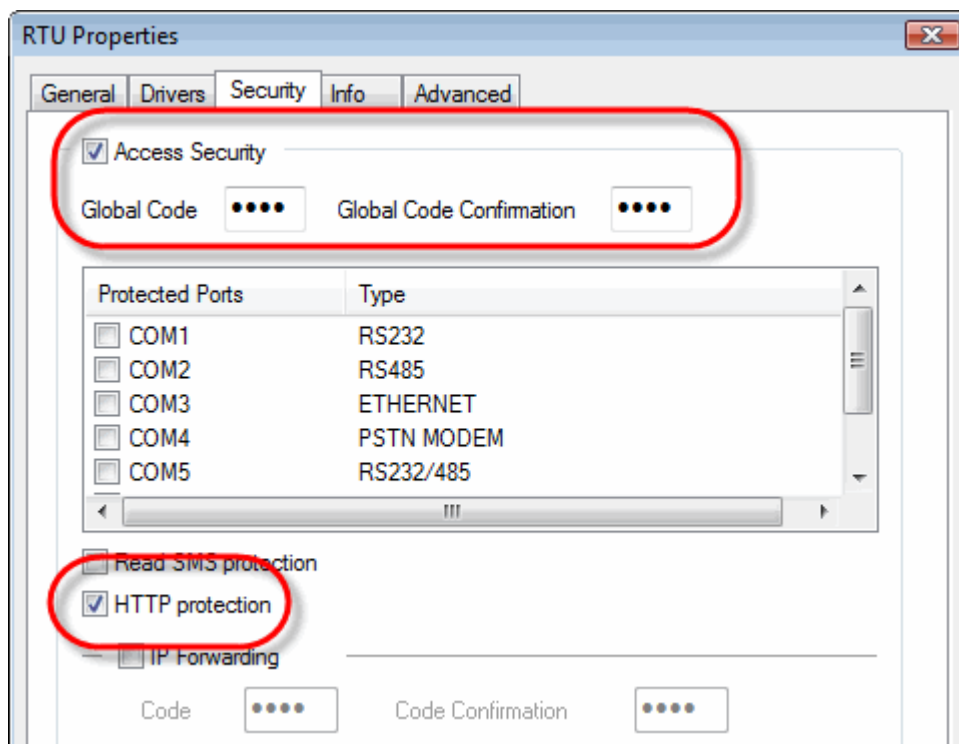 RTU Properties
General Drivers Security Info Advanced
Access Security
Global Code •••• Global Code Confirmation ••••
Protected Ports Type
COM1 RS232
COM2 RS485
COM3 ETHERNET
COM4 PSTN MODEM
COM5 RS232/485
Read SMS protection
HTTP protection
IP Forwarding
Code •••• Code Confirmation ••••